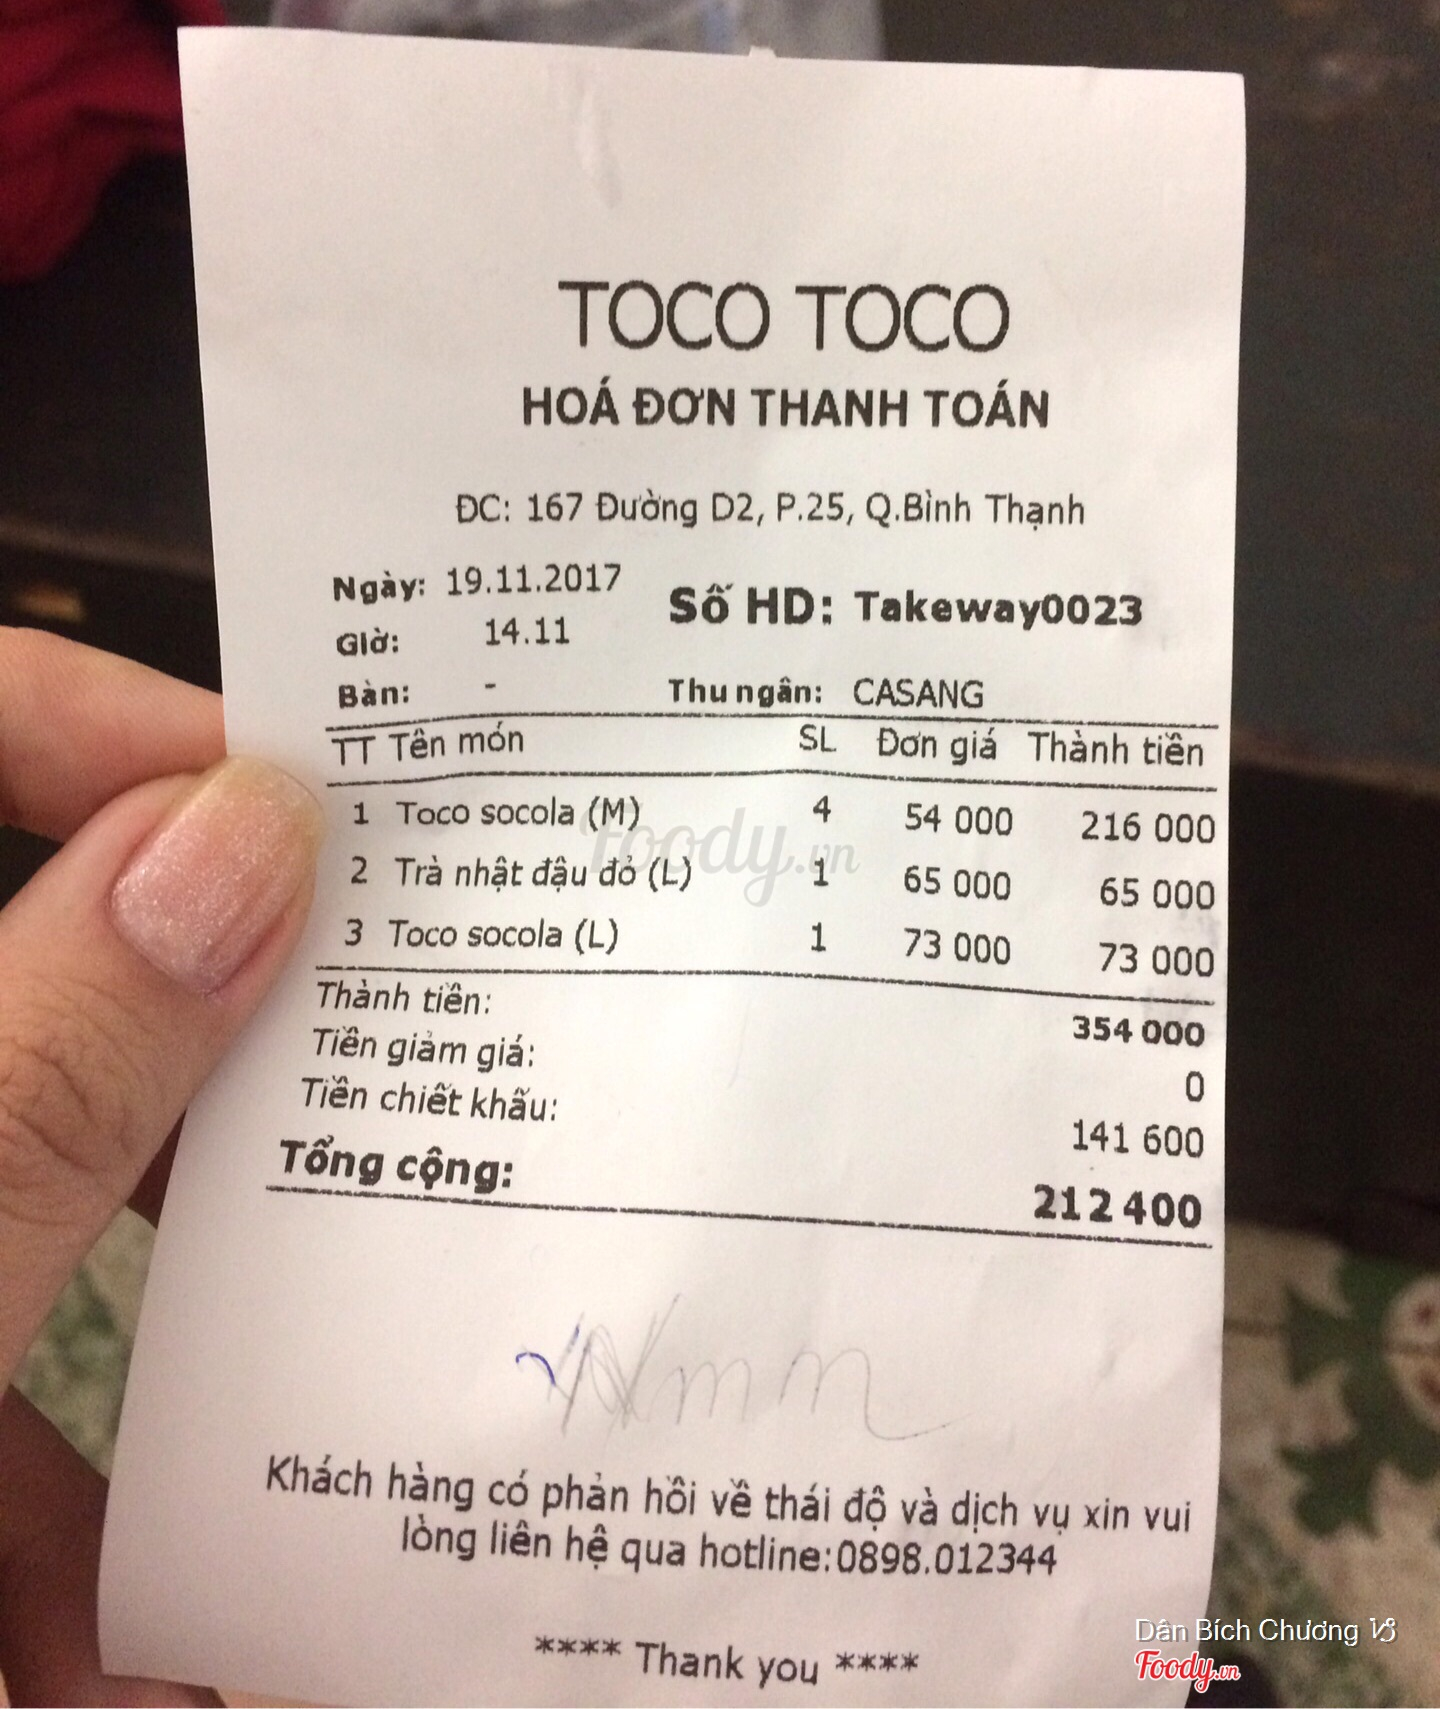 TOCO TOCO
HOÁ ĐƠN THANH TOÁN
ĐC: 167 Đường D2, P.25, Q.Bình Thạnh
Ngày: 19.11.2017
Số HD: Takeway0023
Giờ: 14.11
Bàn: - Thu ngân: CASANG
TT Tên món SL Đơn giá Thành tiền
1 Toco socola (M) 4 54 000 216 000
2 Trà nhật đậu đỏ (L) 1 65 000 65 000
3 Toco socola (L) 1 73 000 73 000
Thành tiền: 354 000
Tiền giảm giá: 0
Tiền chiết khấu: 141 600
Tổng cộng: 212 400
Khách hàng có phản hồi về thái độ và dịch vụ xin vui
lòng liên hệ qua hotline:0898.012344
**** Thank you ****
Foody.vn
Dân Bích Chương
Foody.vn